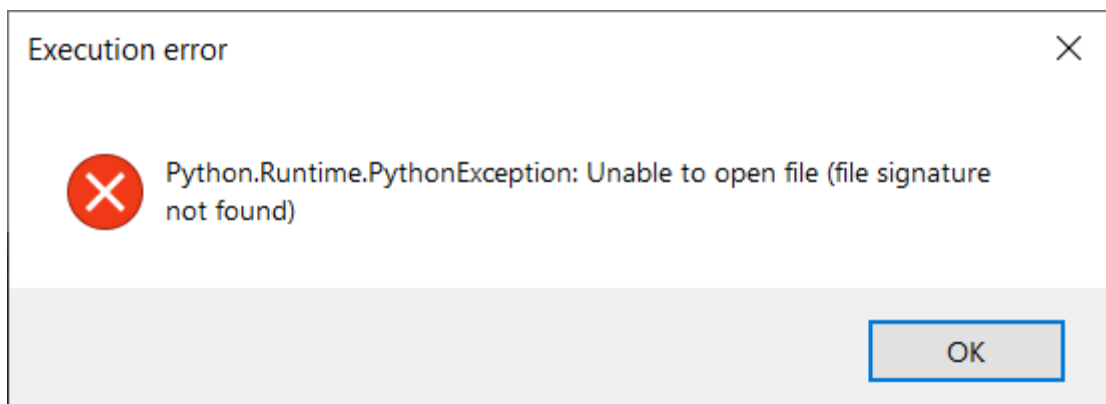 Execution error
Python.Runtime.PythonException: Unable to open file (file signature
not found)
OK